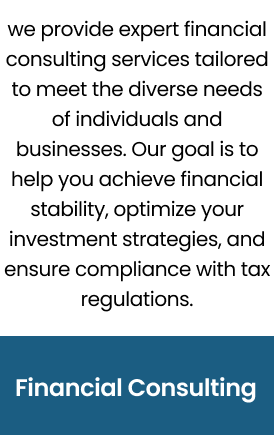 we provide expert financial
consulting services tailored
to meet the diverse needs
of individuals and
businesses. Our goal is to
help you achieve financial
stability, optimize your
investment strategies, and
ensure compliance with tax
regulations.
Financial Consulting